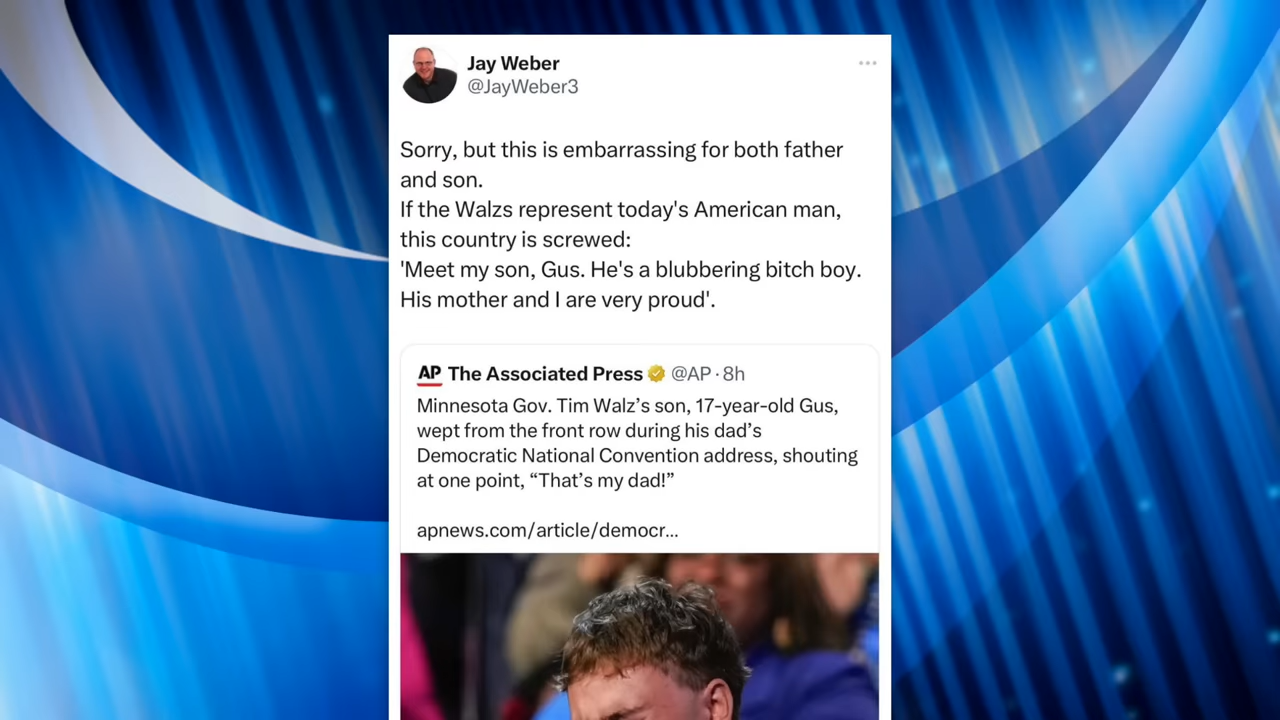 Jay Weber
@JayWeber3
Sorry, but this is embarrassing for both father
and son.
If the Walzs represent today's American man,
this country is screwed:
'Meet my son, Gus. He's a blubbering bitch boy.
His mother and I are very proud'.
AP The Associated Press @AP · 8h
Minnesota Gov. Tim Walz’s son, 17-year-old Gus,
wept from the front row during his dad’s
Democratic National Convention address, shouting
at one point, “That’s my dad!”
apnews.com/article/democr...